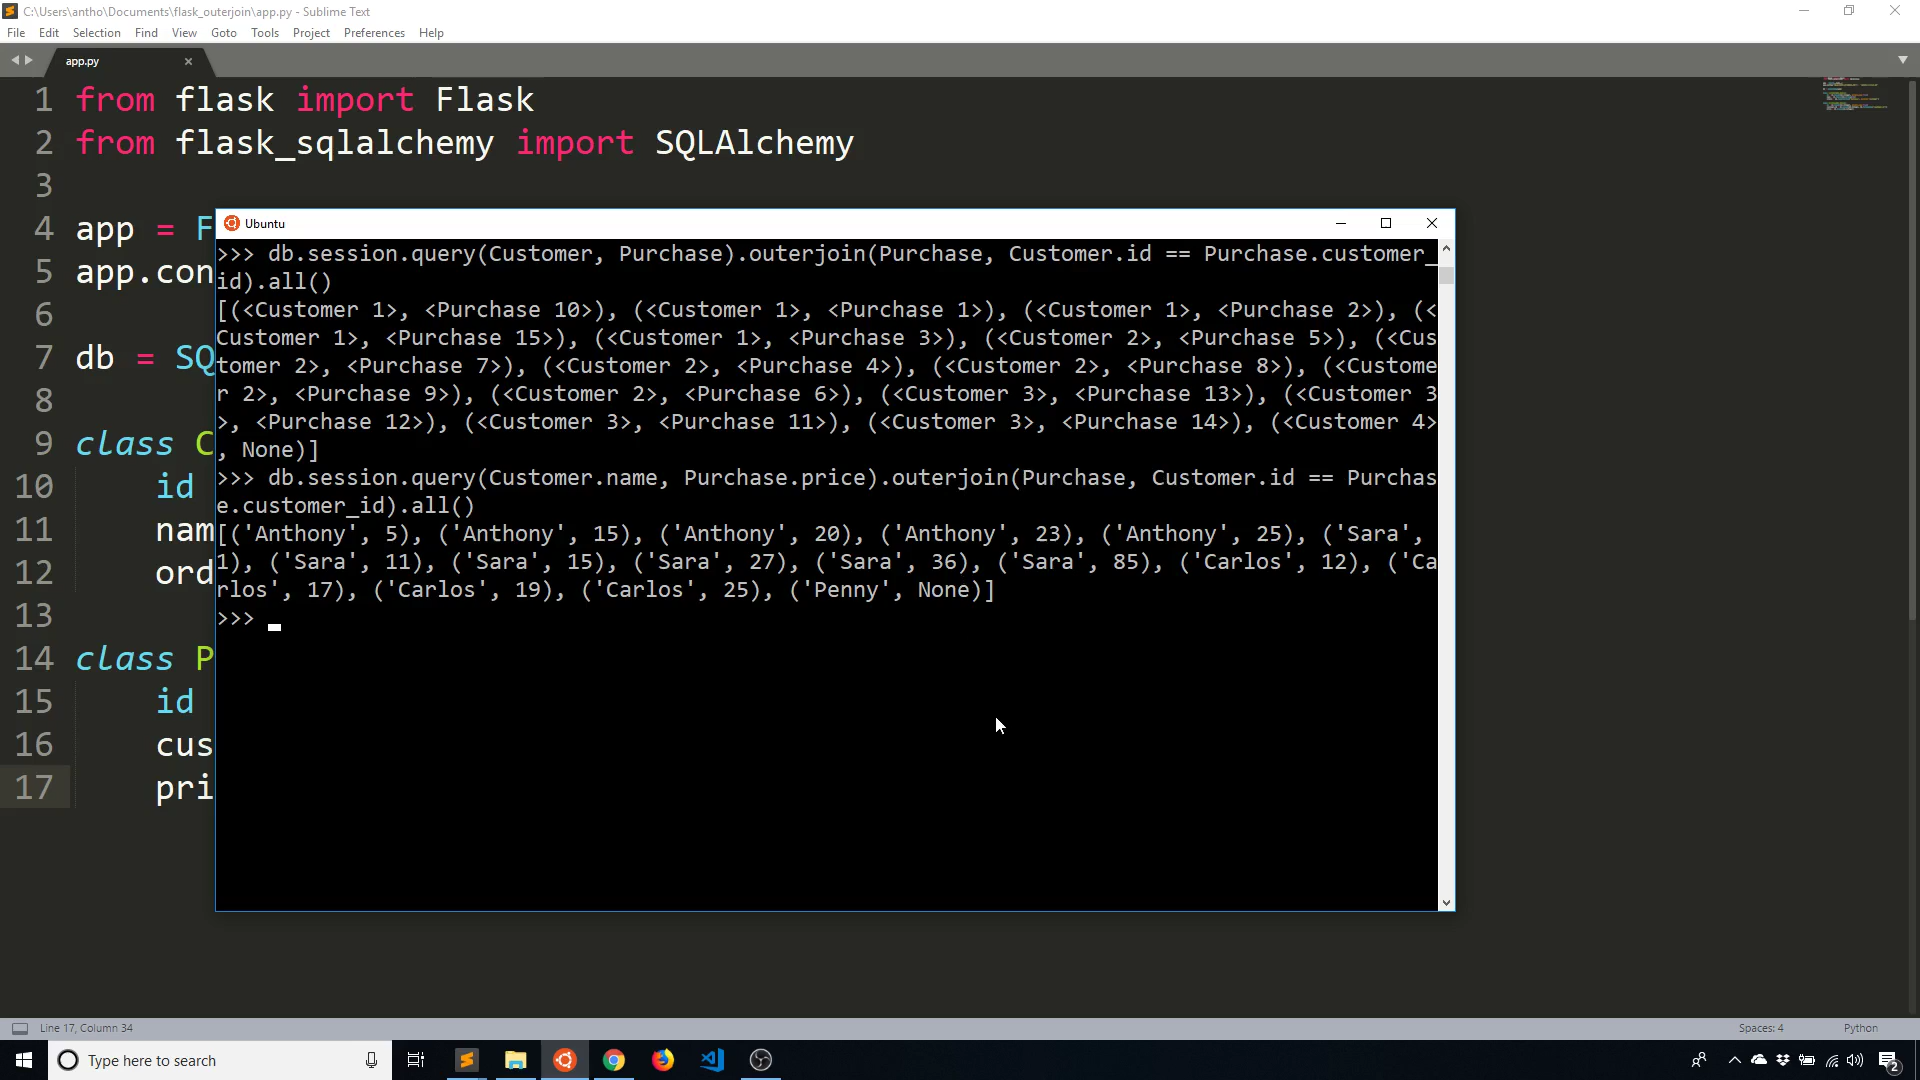 C:\Users\antho\Documents\flask_outerjoin\app.py - Sublime Text
File Edit Selection Find View Goto Tools Project Preferences Help
app.py
1 from flask import Flask
2 from flask_sqlalchemy import SQLAlchemy
3
4 app = F
5 app.con
6
7 db = SQ
8
9 class C
10 id
11 nam
12 ord
13
14 class P
15 id
16 cus
17 pri
Ubuntu
>>> db.session.query(Customer, Purchase).outerjoin(Purchase, Customer.id == Purchase.customer_
id).all()
[(<Customer 1>, <Purchase 10>), (<Customer 1>, <Purchase 1>), (<Customer 1>, <Purchase 2>), (<
Customer 1>, <Purchase 15>), (<Customer 1>, <Purchase 3>), (<Customer 2>, <Purchase 5>), (<Cus
tomer 2>, <Purchase 7>), (<Customer 2>, <Purchase 4>), (<Customer 2>, <Purchase 8>), (<Custome
r 2>, <Purchase 9>), (<Customer 2>, <Purchase 6>), (<Customer 3>, <Purchase 13>), (<Customer 3
>, <Purchase 12>), (<Customer 3>, <Purchase 11>), (<Customer 3>, <Purchase 14>), (<Customer 4>
, None)]
>>> db.session.query(Customer.name, Purchase.price).outerjoin(Purchase, Customer.id == Purchas
e.customer_id).all()
[('Anthony', 5), ('Anthony', 15), ('Anthony', 20), ('Anthony', 23), ('Anthony', 25), ('Sara',
1), ('Sara', 11), ('Sara', 15), ('Sara', 27), ('Sara', 36), ('Sara', 85), ('Carlos', 12), ('Ca
rlos', 17), ('Carlos', 19), ('Carlos', 25), ('Penny', None)]
>>>
Line 17, Column 34
Spaces: 4
Python
Type here to search
2